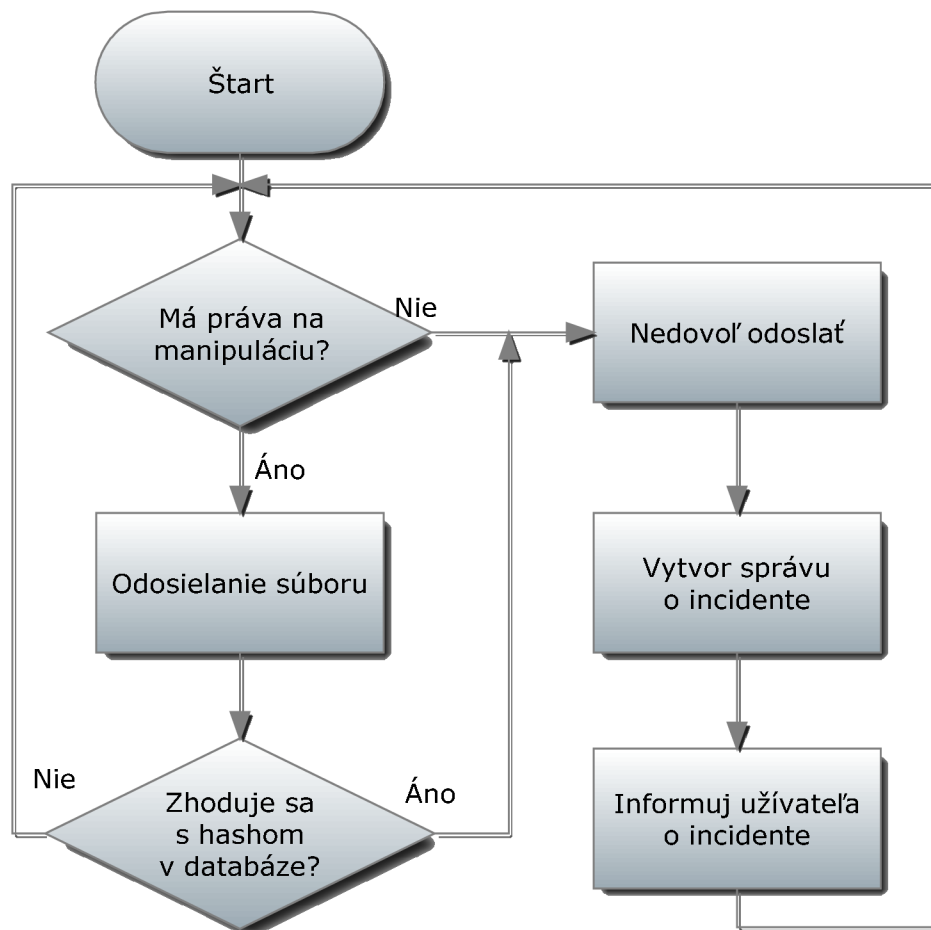 Štart
Má práva na
manipuláciu?
Nie
Nedovoľ odoslať
Áno
Odosielanie súboru
Vytvor správu
o incidente
Nie
Zhoduje sa
s hashom
v databáze?
Áno
Informuj užívateľa
o incidente